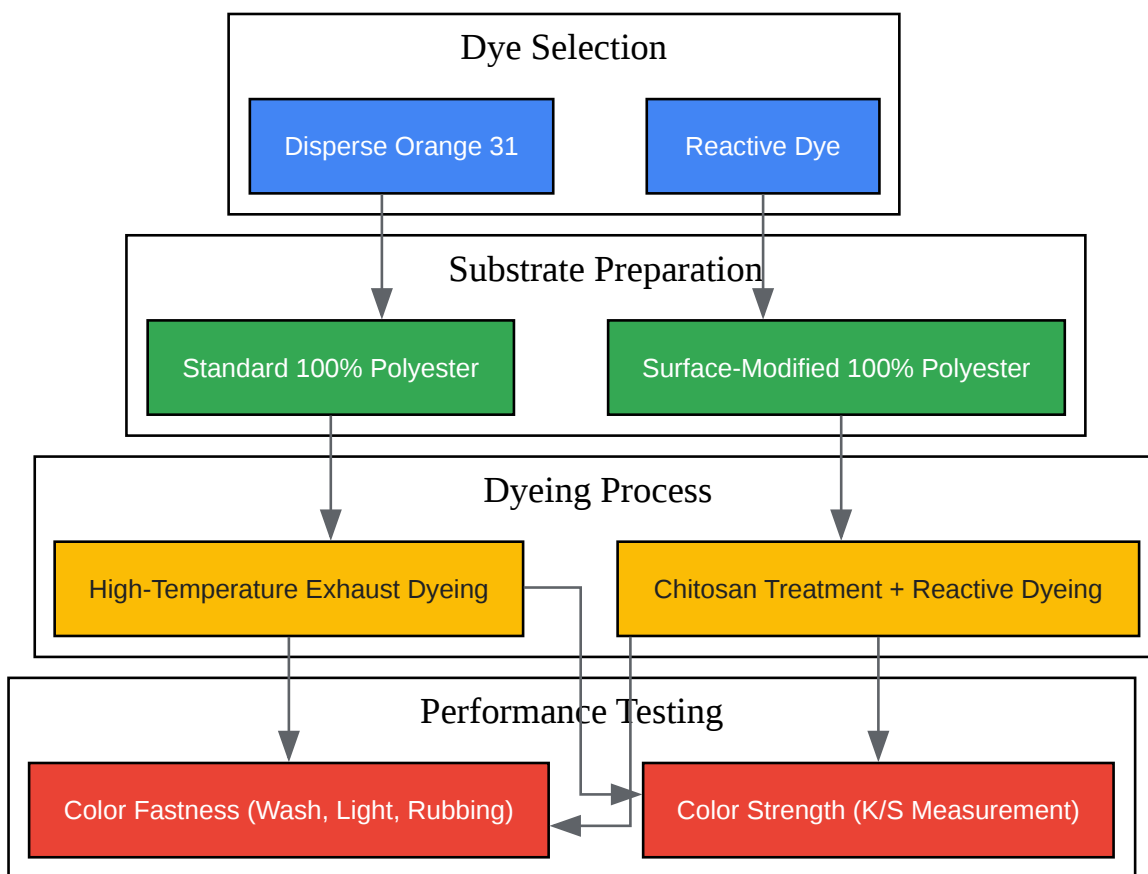 Dye Selection
Disperse Orange 31
Reactive Dye
Substrate Preparation
Standard 100% Polyester
Surface-Modified 100% Polyester
Dyeing Process
High-Temperature Exhaust Dyeing
Chitosan Treatment + Reactive Dyeing
Performance Testing
Color Fastness (Wash, Light, Rubbing)
Color Strength (K/S Measurement)